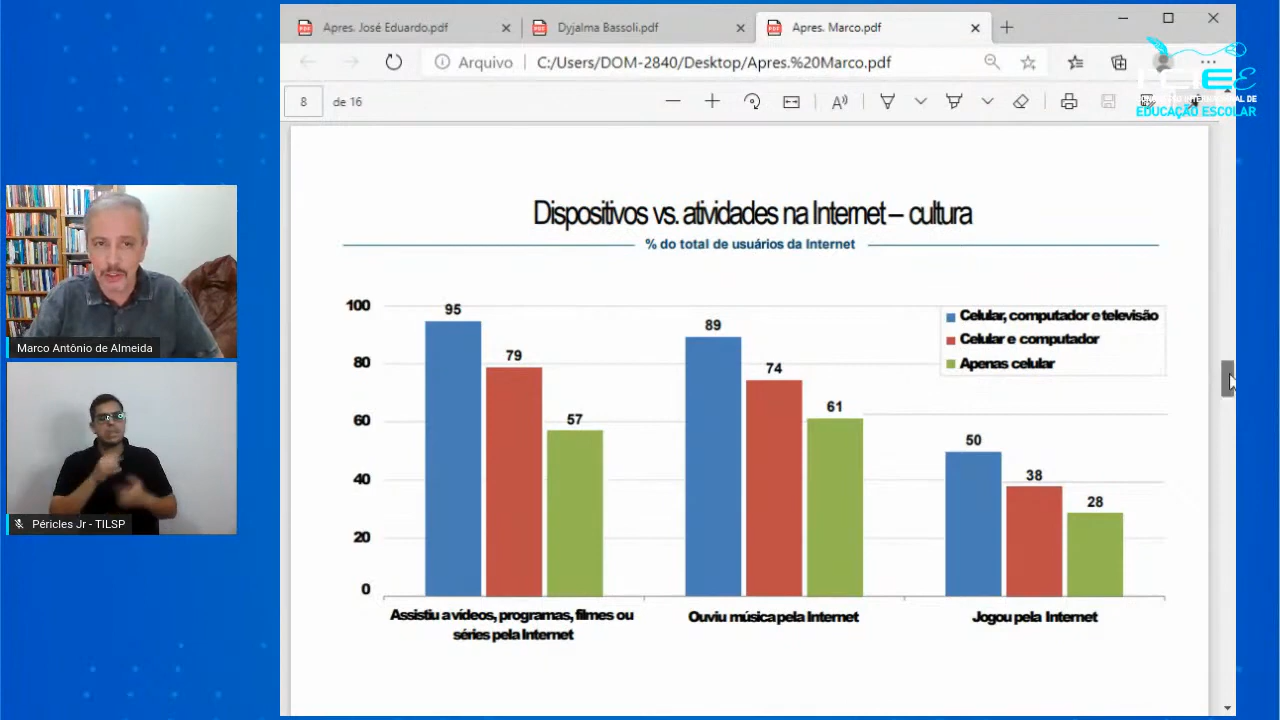 Apres. José Eduardo.pdf
Dyjalma Bassoli.pdf
Apres. Marco.pdf
Arquivo
C:/Users/DOM-2840/Desktop/Apres.%20Marco.pdf
8
de 16
EDUCAÇÃO ESCOLAR
Dispositivos vs. atividades na Internet – cultura
% do total de usuários da Internet
100
80
60
40
20
0
95
79
57
89
74
61
50
38
28
Celular, computador e televisão
Celular e computador
Apenas celular
Assistiu a vídeos, programas, filmes ou
séries pela Internet
Ouviu música pela Internet
Jogou pela Internet
Marco Antônio de Almeida
Péricles Jr - TILSP